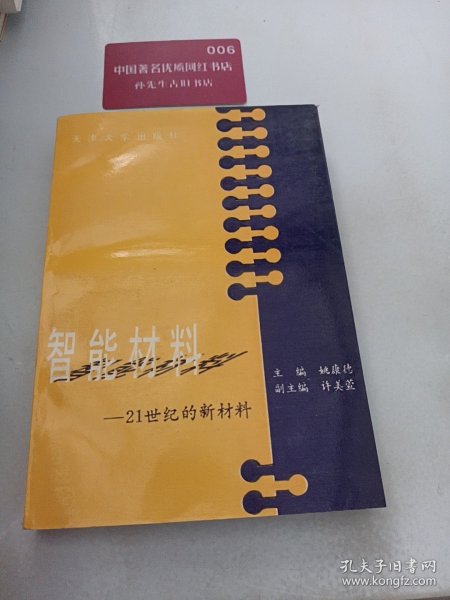 006
中国著名优质网红书店
孙先生古旧书店
天津大学出版社
智能材料
—21世纪的新材料
主编 姚康德
副主编 许美萱
孔夫子旧书网
www.kongfz.com